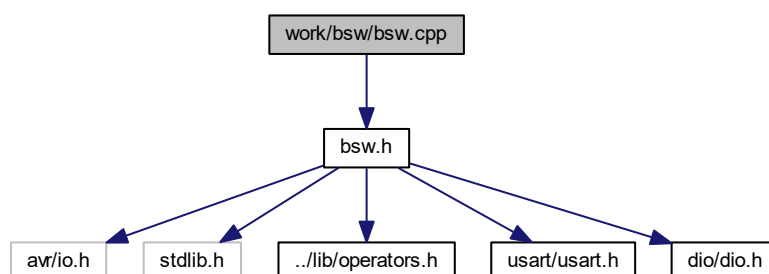 work/bsw/bsw.cpp
bsw.h
avr/io.h
stdlib.h
../lib/operators.h
usart/usart.h
dio/dio.h